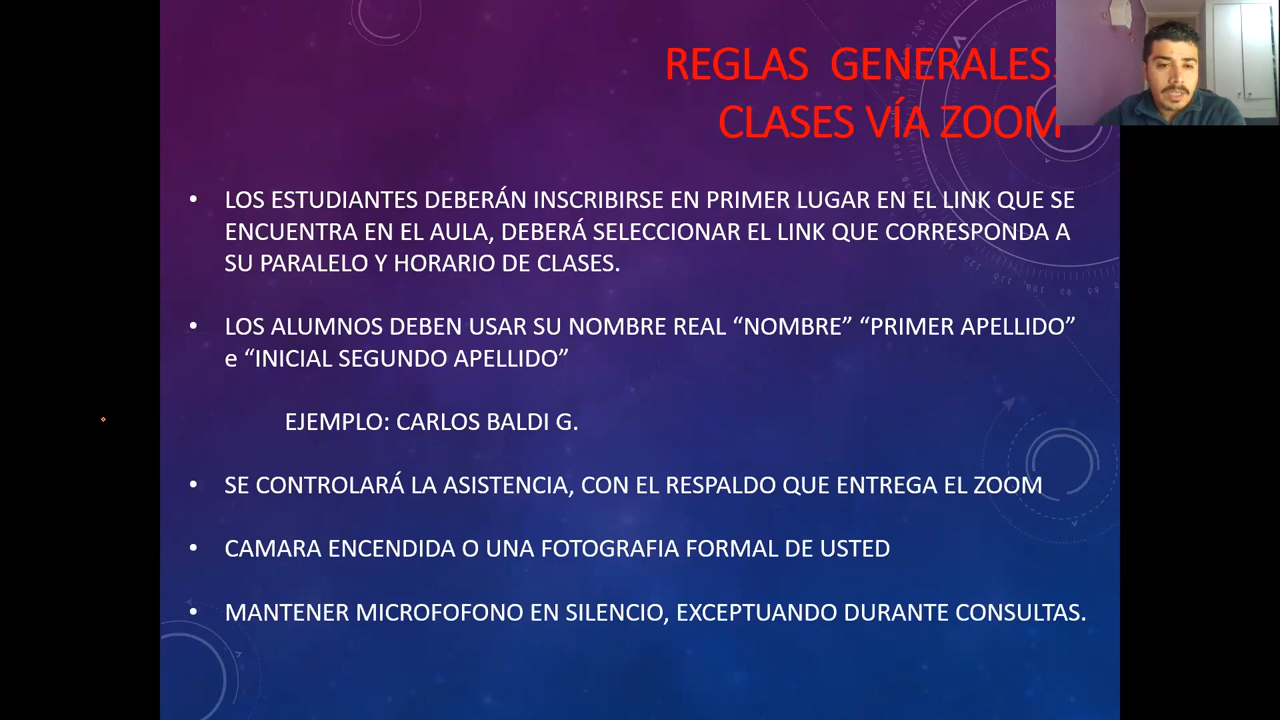 REGLAS GENERALES:
CLASES VÍA ZOOM
• LOS ESTUDIANTES DEBERÁN INSCRIBIRSE EN PRIMER LUGAR EN EL LINK QUE SE
ENCUENTRA EN EL AULA, DEBERÁ SELECCIONAR EL LINK QUE CORRESPONDA A
SU PARALELO Y HORARIO DE CLASES.
• LOS ALUMNOS DEBEN USAR SU NOMBRE REAL “NOMBRE” “PRIMER APELLIDO”
e “INICIAL SEGUNDO APELLIDO”
EJEMPLO: CARLOS BALDI G.
• SE CONTROLARÁ LA ASISTENCIA, CON EL RESPALDO QUE ENTREGA EL ZOOM
• CAMARA ENCENDIDA O UNA FOTOGRAFIA FORMAL DE USTED
• MANTENER MICROFOFONO EN SILENCIO, EXCEPTUANDO DURANTE CONSULTAS.